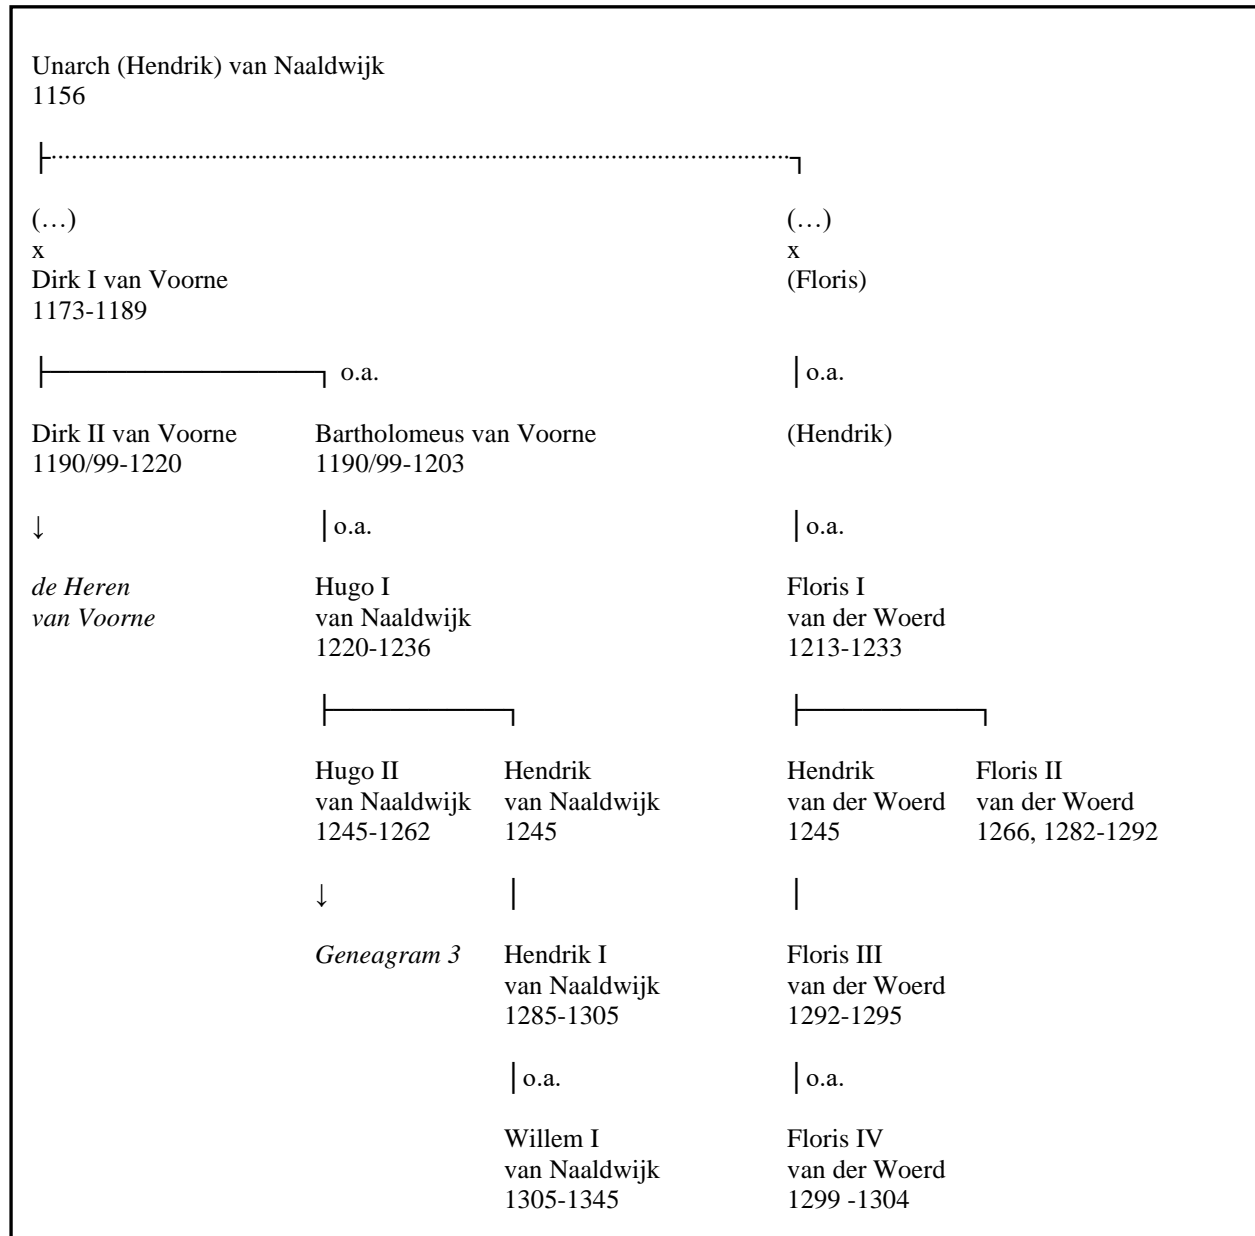 Unarch (Hendrik) van Naaldwijk
1156
(…) (…)
x x
Dirk I van Voorne (Floris)
1173-1189
o.a. o.a.
Dirk II van Voorne Bartholomeus van Voorne (Hendrik)
1190/99-1220 1190/99-1203
↓ o.a. o.a.
de Heren Hugo I Floris I
van Voorne van Naaldwijk van der Woerd
1220-1236 1213-1233
Hugo II Hendrik Hendrik Floris II
van Naaldwijk van Naaldwijk van der Woerd van der Woerd
1245-1262 1245 1245 1266, 1282-1292
↓
Geneagram 3 Hendrik I Floris III
van Naaldwijk van der Woerd
1285-1305 1292-1295
o.a. o.a.
Willem I Floris IV
van Naaldwijk van der Woerd
1305-1345 1299 -1304